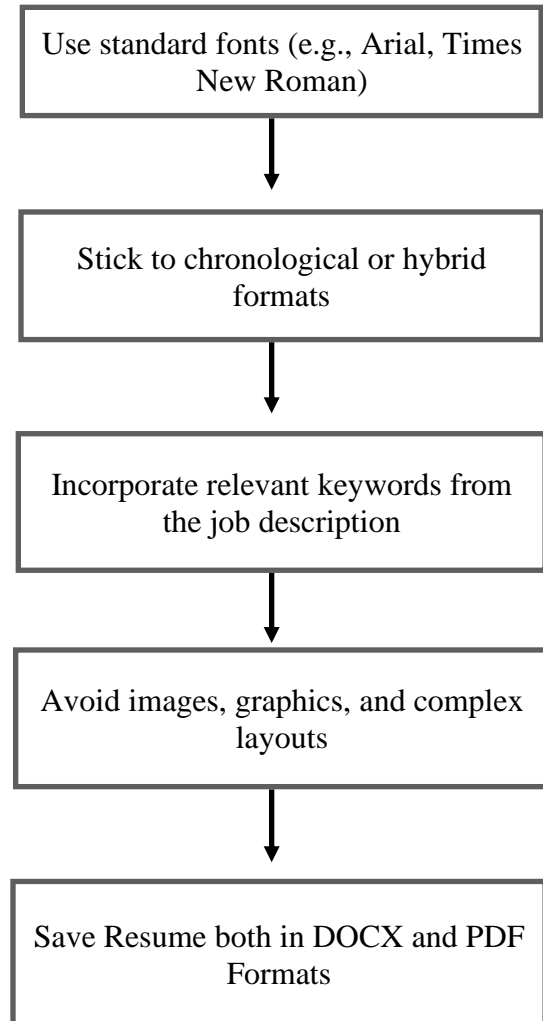 Use standard fonts (e.g., Arial, Times
New Roman)
Stick to chronological or hybrid
formats
Incorporate relevant keywords from
the job description
Avoid images, graphics, and complex
layouts
Save Resume both in DOCX and PDF
Formats